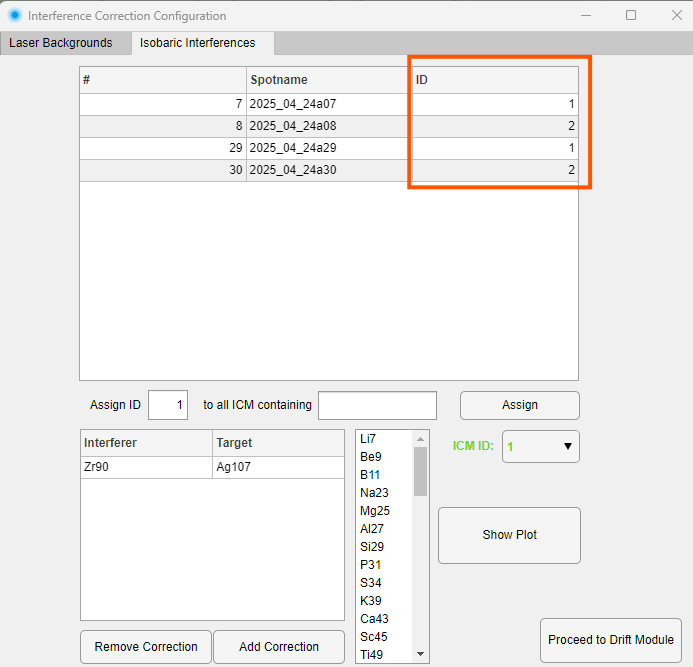 Interference Correction Configuration
Laser Backgrounds Isobaric Interferences
# Spotname ID
7 2025_04_24a07 1
8 2025_04_24a08 2
29 2025_04_24a29 1
30 2025_04_24a30 2
Assign ID 1 to all ICM containing Assign
Interferer Target
Zr90 Ag107
Li7
Be9
B11
Na23
Mg25
Al27
Si29
P31
S34
K39
Ca43
Sc45
Ti49
ICM ID: 1
Show Plot
Remove Correction Add Correction
Proceed to Drift Module